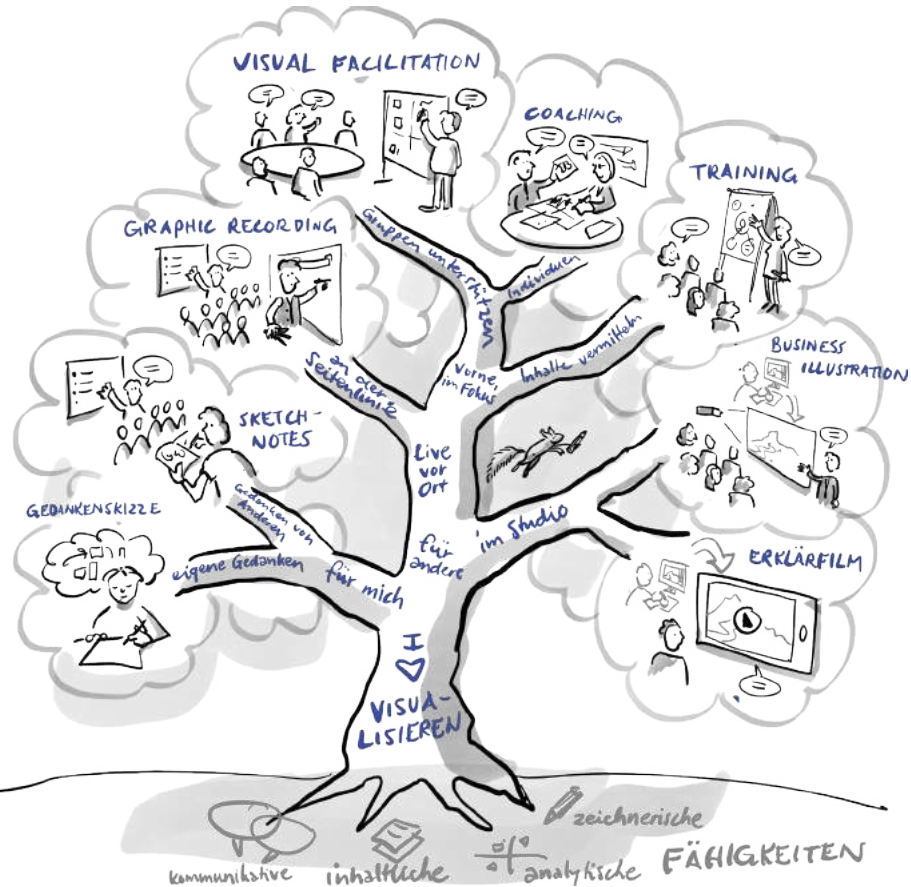 VISUAL FACILITATION
COACHING
TRAINING
GRAPHIC RECORDING
Gruppen unterstützen
Individuen
BUSINESS
ILLUSTRATION
an der
Seitenlinie
Vorne,
im Fokus
Inhalte vermitteln
SKETCH-
NOTES
Live
vor
Ort
GEDANKENSKIZZE
Gedanken von
Anderen
eigene Gedanken
für mich
für
andere
im Studio
ERKLÄRFILM
I
VISUA-
LISIEREN
kommunikative
inhaltliche
analytische
zeichnerische
FÄHIGKEITEN